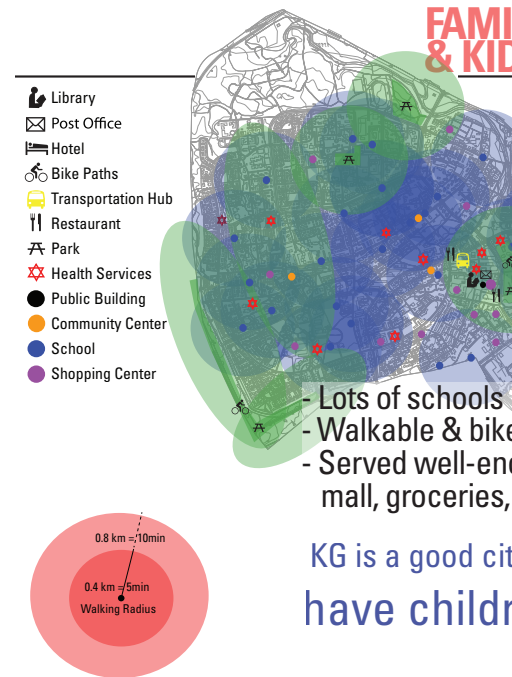 FAMI
& KID
Library
Post Office
Hotel
Bike Paths
Transportation Hub
Restaurant
Park
Health Services
Public Building
Community Center
School
Shopping Center
- Lots of schools
- Walkable & bike
- Served well-eno
mall, groceries,
KG is a good cit
have childr
0.8 km = 10min
0.4 km = 5min
Walking Radius